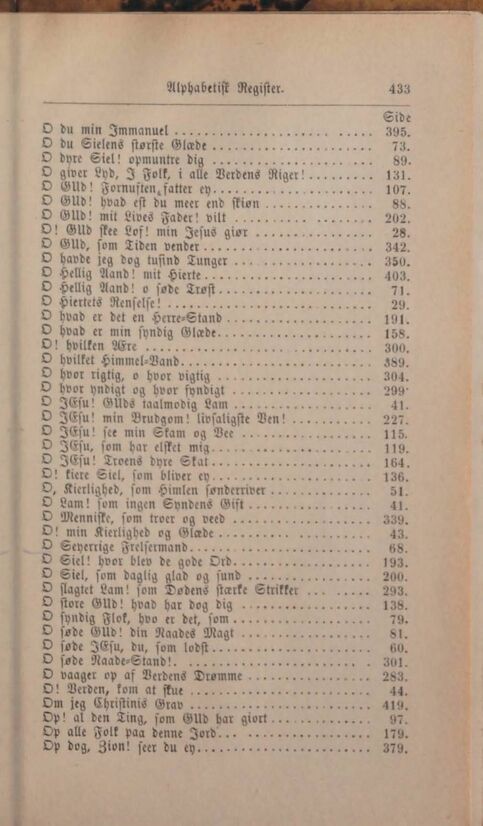 Alphabetisk Register. 433
Side
O du min Immanuel ........ 395.
O du Sielens største Glæde ........ 73.
O dyre Siel! opmuntre dig ........ 89.
O giver Lyd, I Folk, i alle Verdens Riger! ........ 131.
O GUd! Fornuften fatter ey ........ 107.
O GUd! hvad est du meer end skiøn ........ 88.
O GUd! mit Lives Fader! vilt ........ 202.
O! GUd skee Lof! min Jesus giør ........ 28.
O GUd, som Tiden vender ........ 342.
O havde jeg dog tusind Tunger ........ 350.
O Hellig Aand! mit Hierte ........ 403.
O Hellig Aand! o søde Trøst ........ 71.
O Hiertets Renselse! ........ 29.
O hvad er det en Herre-Stand ........ 191.
O hvad er min syndig Glæde ........ 158.
O! hvilken Ære ........ 300.
O hvilket Himmel-Band ........ 389.
O hvor rigtig, o hvor vigtig ........ 304.
O hvor yndigt og hvor syndigt ........ 299
O JEsu! GUds taalmodig Lam ........ 41.
O JEsu! min Brudgom! livsaligste Ven! ........ 227.
O JEsu! see min Skam og Vee ........ 115.
O JEsu, som har elsket mig ........ 119.
O JEsu! Troens dyre Skat ........ 164.
O! kiere Siel, som bliver ey ........ 136.
O, Kierlighed, som Himlen sønderriver ........ 51.
O Lam! som ingen Syndens Gift ........ 41.
O Menniske, som troer og veed ........ 339.
O! min Kierlighed og Glæde ........ 43.
O Seyerrige Frelsermand ........ 68.
O Siel! hvor blev de gode Ord ........ 193.
O Siel, som daglig glad og sund ........ 200.
O slagtet Lam! som Dødens stærke Strikker ........ 293.
O store GUd! hvad har dog dig ........ 138.
O syndig Flok, hvo er det, som ........ 79.
O søde GUd! din Naades Magt ........ 81.
O søde JEsu, du, som lodst ........ 60.
O søde Naade-Stand! ........ 301.
O vaager op af Verdens Drømme ........ 283.
O! Verden, kom at skue ........ 44.
Om jeg Christinis Grav ........ 419.
Op! al den Ting, som GUd har giort ........ 97.
Op alle Folk paa denne Jord ........ 179.
Op dog, Zion! seer du ey ........ 379.